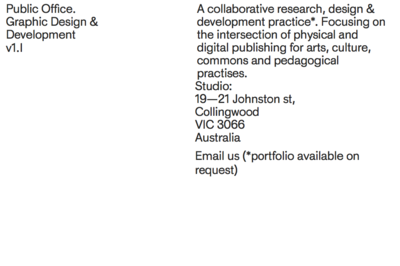 Public Office.
Graphic Design &
Development
v1.I
A collaborative research, design &
development practice*. Focusing on
the intersection of physical and
digital publishing for arts, culture,
commons and pedagogical
practises.
Studio:
19—21 Johnston st,
Collingwood
VIC 3066
Australia
Email us (*portfolio available on
request)